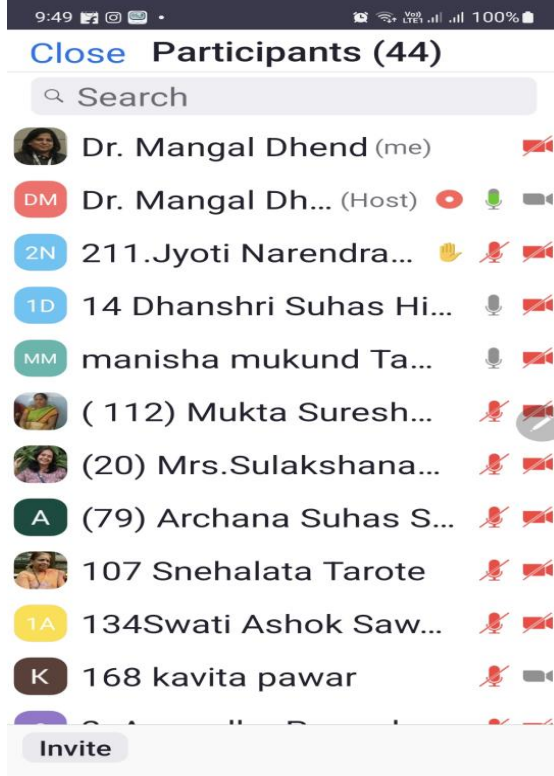 9:49
Vo))
LTE1
100%
Close Participants (44)
Search
Dr. Mangal Dhend (me)
DM Dr. Mangal Dh... (Host)
2N 211.Jyoti Narendra...
1D 14 Dhanshri Suhas Hi...
MM manisha mukund Ta...
( 112) Mukta Suresh...
(20) Mrs.Sulakshana...
A (79) Archana Suhas S...
107 Snehalata Tarote
1A 134Swati Ashok Saw...
K 168 kavita pawar
Invite